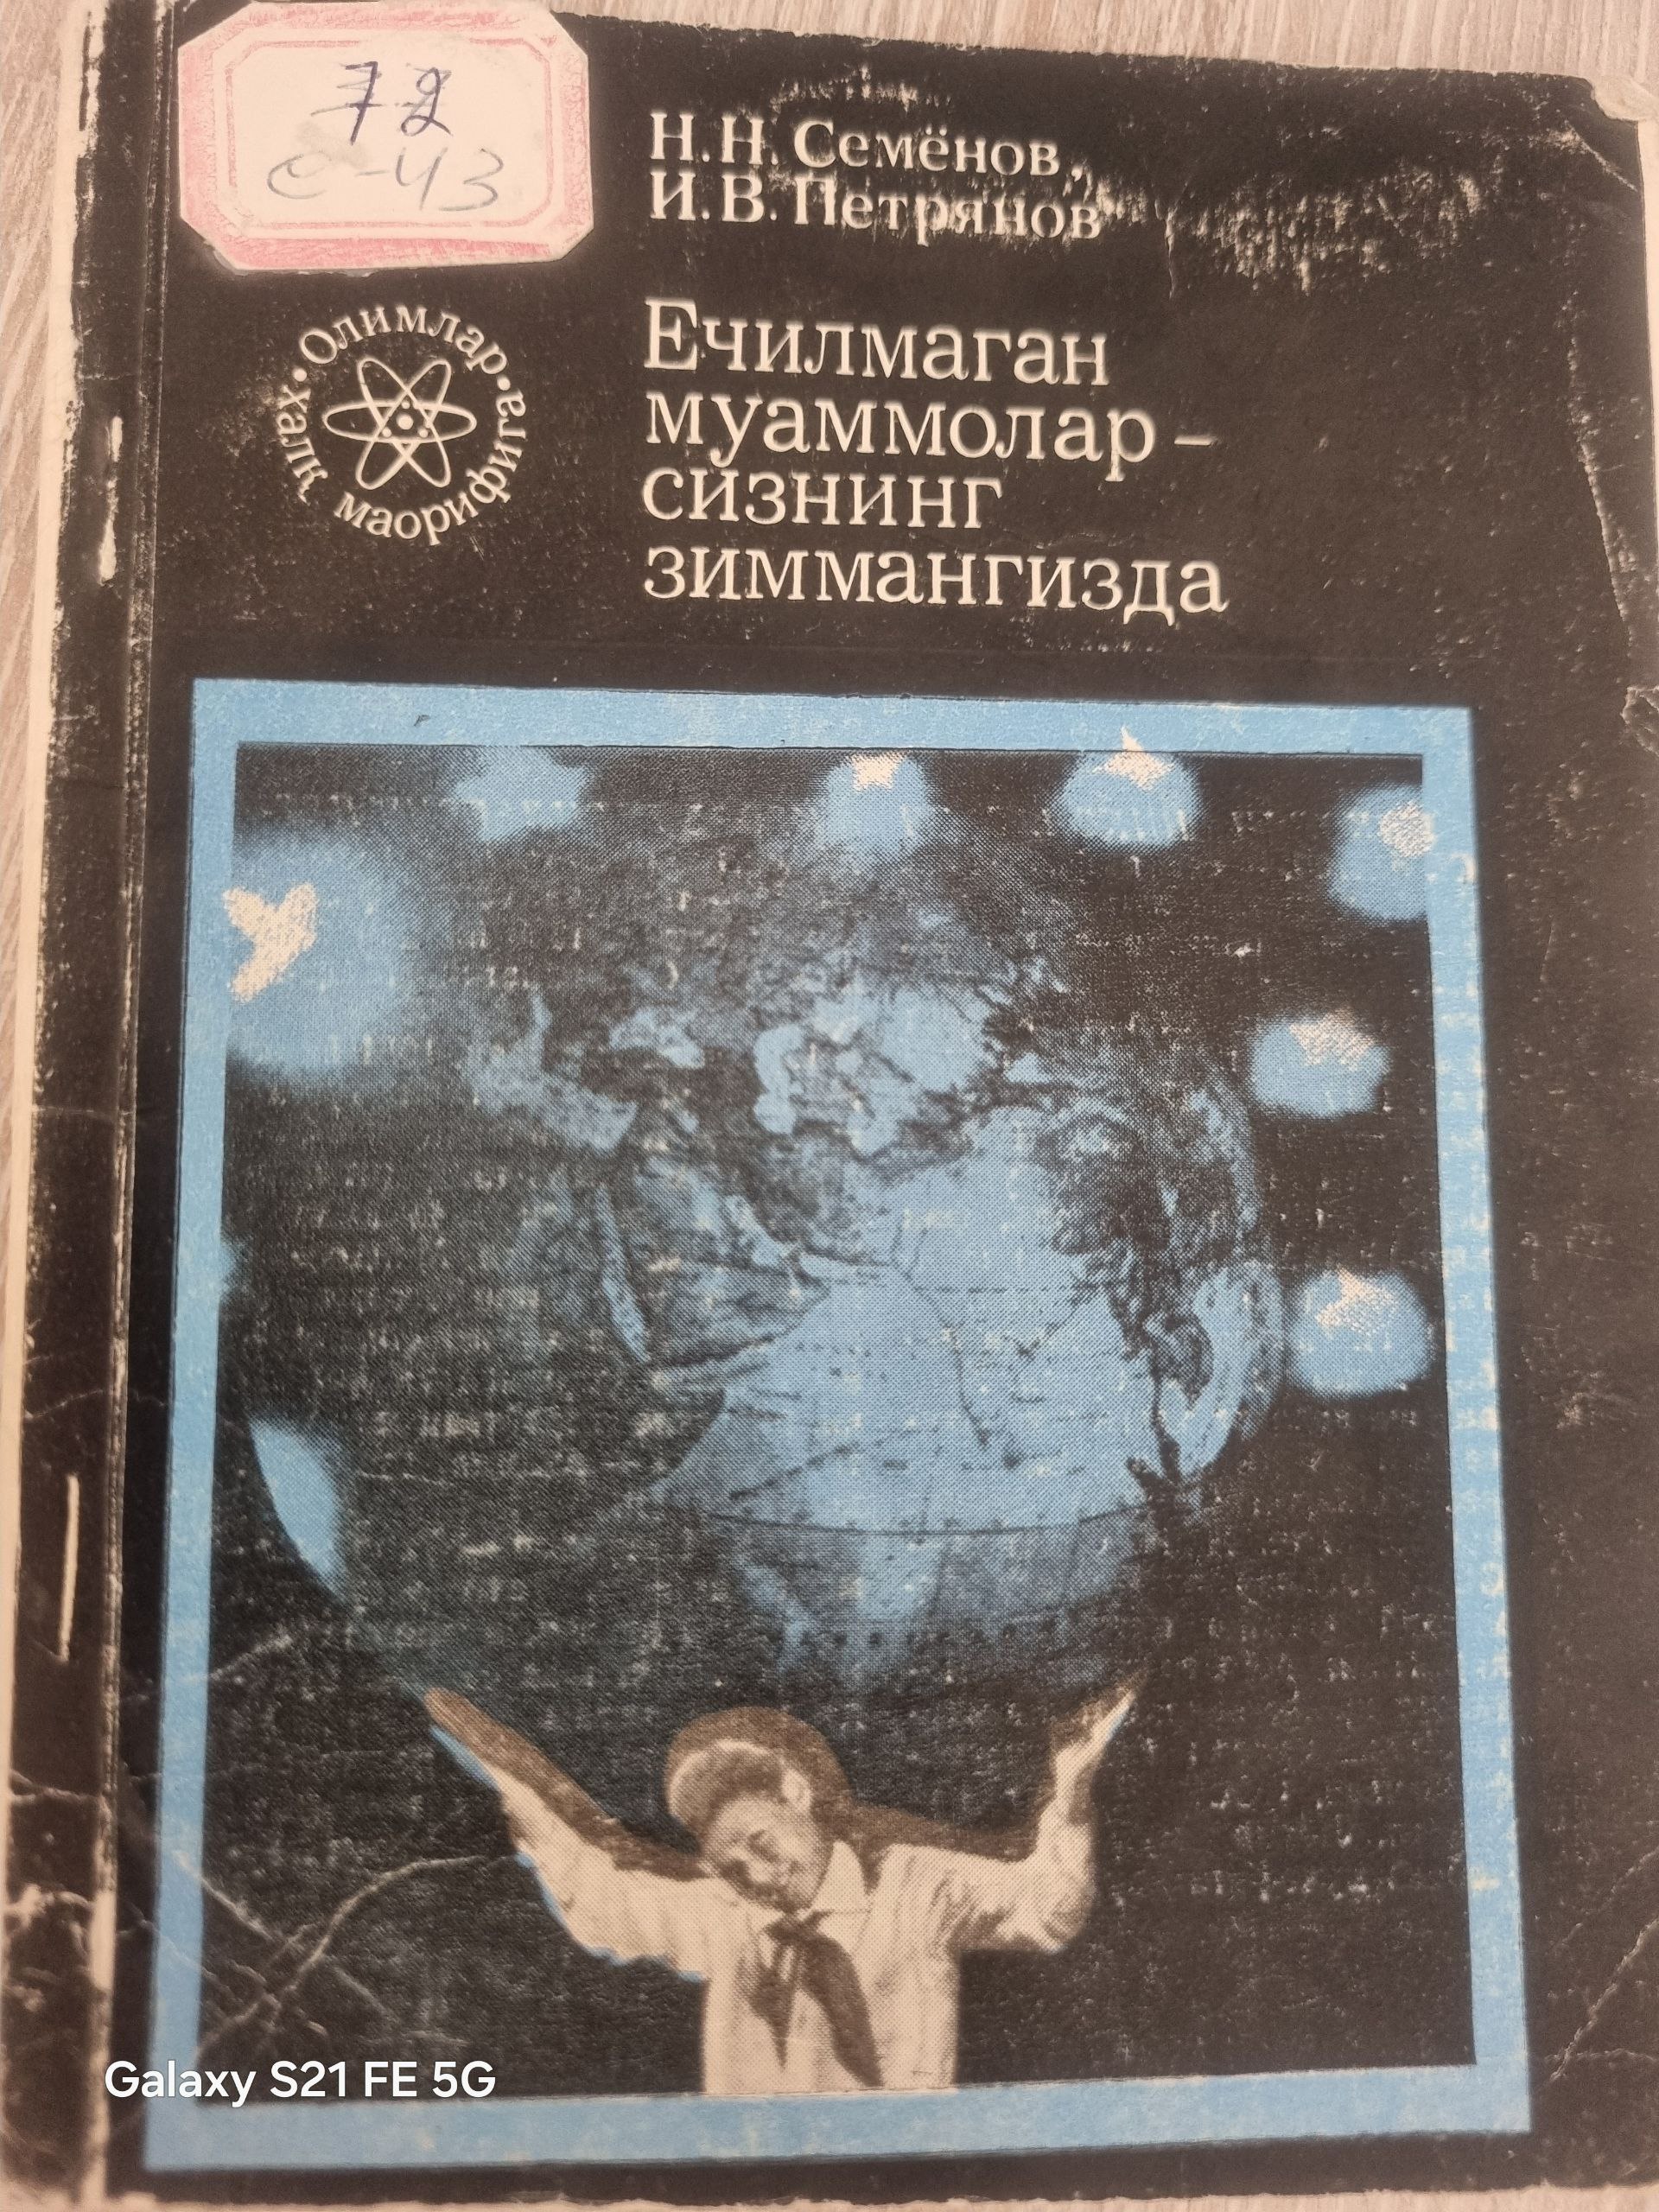 72
С-43
Н.Н. Семёнов,
И.В. Петрянов
Олимлар • халқ маорифига •
Ечилмаган
муаммолар –
сизнинг
зиммангизда
Galaxy S21 FE 5G